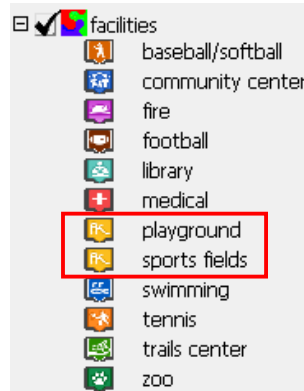 facilities
baseball/softball
community center
fire
football
library
medical
playground
sports fields
swimming
tennis
trails center
zoo